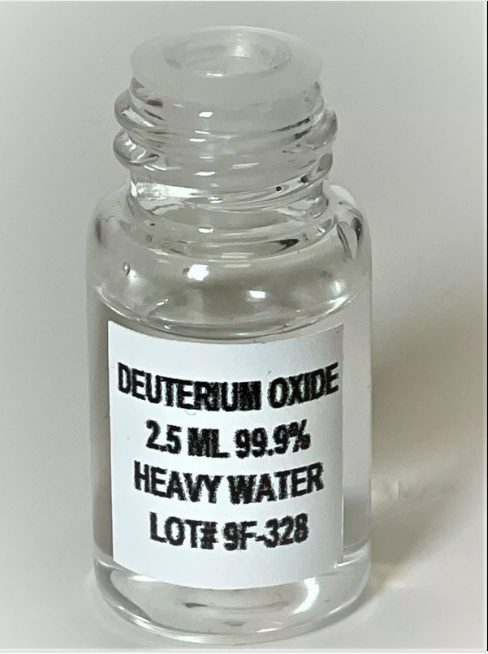 DEUTERIUM OXIDE
2.5 ML 99.9%
HEAVY WATER
LOT# 9F-328